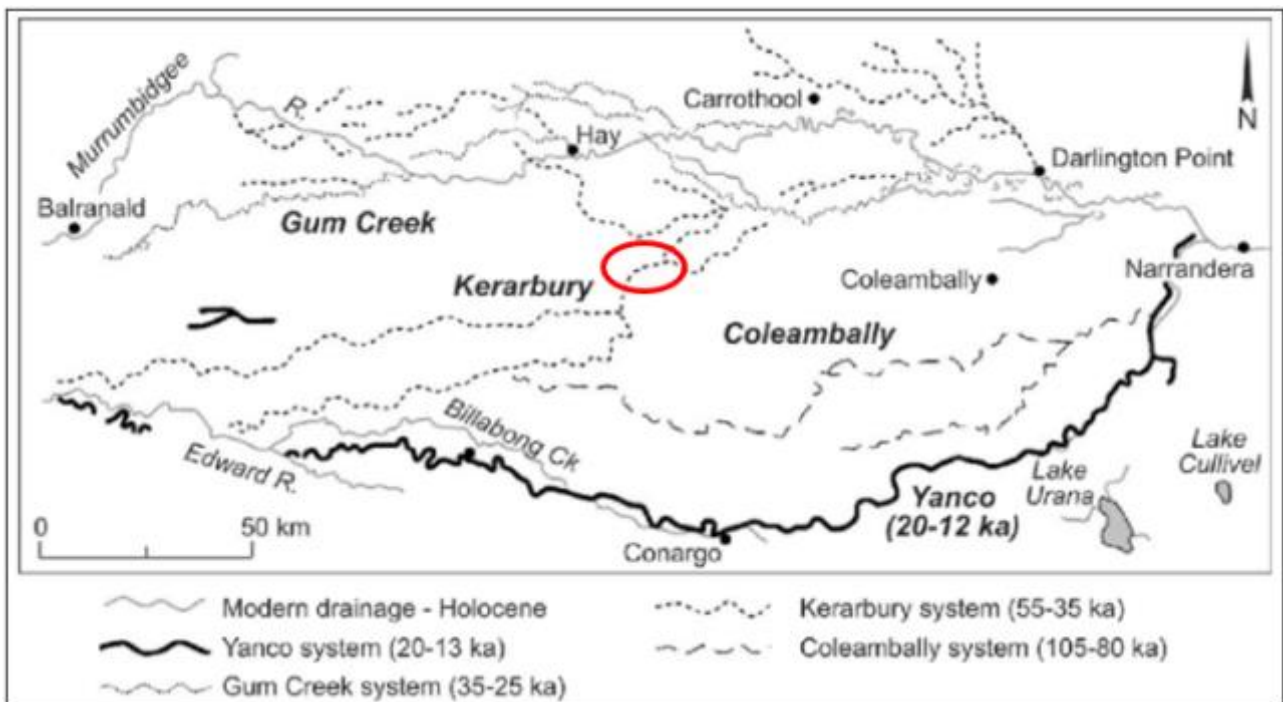 Carrothool
N
Murrumbidgee
R.
Hay
Darlington Point
Balranald
Gum Creek
Narrandera
Coleambally
Kerarbury
Coleambally
Billabong Ck
Edward R.
Lake
Cullivel
Lake
Urana
Yanco
(20-12 ka)
0
50 km
Conargo
Modern drainage - Holocene
Yanco system (20-13 ka)
Gum Creek system (35-25 ka)
Kerarbury system (55-35 ka)
Coleambally system (105-80 ka)